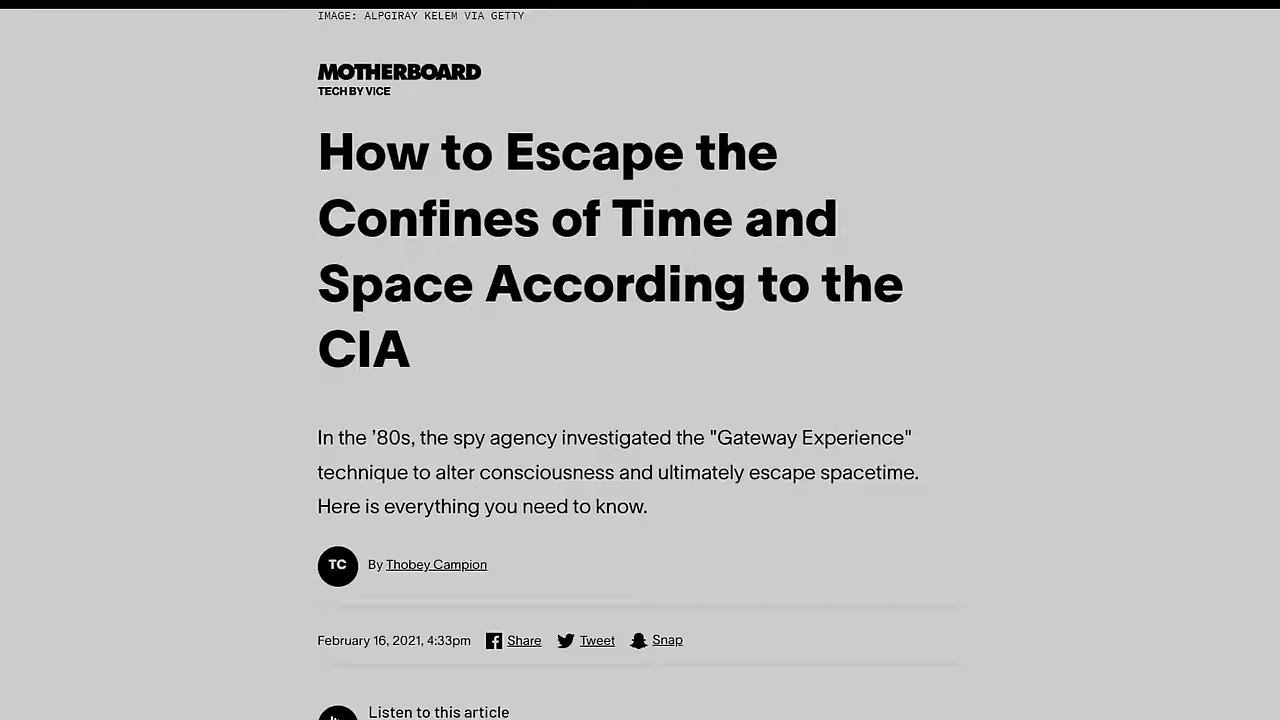 IMAGE: ALPGIRAY KELEM VIA GETTY
MOTHERBOARD
TECH BY VICE
How to Escape the
Confines of Time and
Space According to the
CIA
In the ’80s, the spy agency investigated the "Gateway Experience"
technique to alter consciousness and ultimately escape spacetime.
Here is everything you need to know.
TC By Thobey Campion
February 16, 2021, 4:33pm Share Tweet Snap
Listen to this article